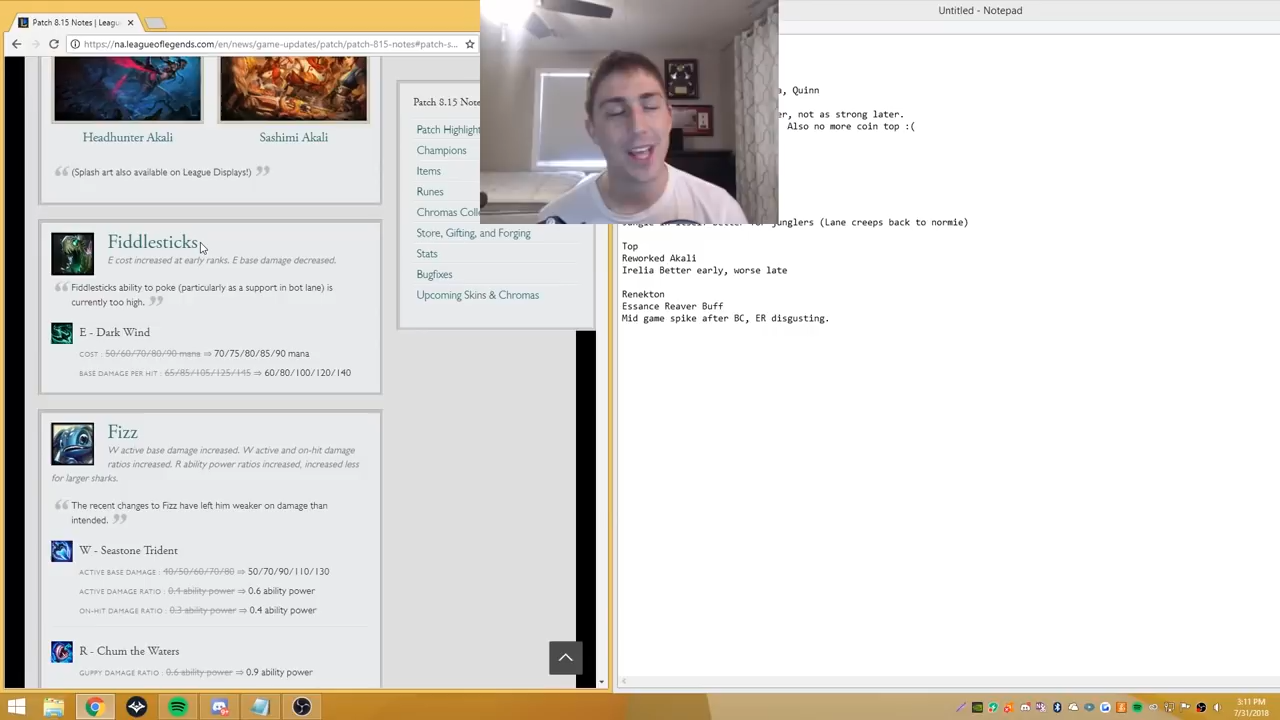 Patch 8.15 Notes | Leag
Untitled - Notepad
https://na.leagueoflegends.com/en/news/game-updates/patch/patch-815-notes#patch-s...
Headhunter Akali
Sashimi Akali
(Splash art also available on League Displays!)
Patch 8.15 Note
Patch Highligh
Champions
Items
Runes
Chromas Coll
Store, Gifting, and Forging
Stats
Bugfixes
Upcoming Skins & Chromas
Fiddlesticks
E cost increased at early ranks. E base damage decreased.
Fiddlesticks ability to poke (particularly as a support in bot lane) is
currently too high.
E - Dark Wind
COST : 50/60/70/80/90 mana ⇒ 70/75/80/85/90 mana
BASE DAMAGE PER HIT : 65/85/105/125/145 ⇒ 60/80/100/120/140
Fizz
W active base damage increased. W active and on-hit damage
ratios increased. R ability power ratios increased, increased less
for larger sharks.
The recent changes to Fizz have left him weaker on damage than
intended.
W - Seastone Trident
ACTIVE BASE DAMAGE : 40/50/60/70/80 ⇒ 50/70/90/110/130
ACTIVE DAMAGE RATIO : 0.4 ability power ⇒ 0.6 ability power
ON-HIT DAMAGE RATIO : 0.3 ability power ⇒ 0.4 ability power
R - Chum the Waters
GUPPY DAMAGE RATIO : 0.6 ability power ⇒ 0.9 ability power
, Quinn
, not as strong later.
Also no more coin top :(
junglers (Lane creeps back to normie)
Top
Reworked Akali
Irelia Better early, worse late
Renekton
Essance Reaver Buff
Mid game spike after BC, ER disgusting.
3:11 PM
7/31/2018